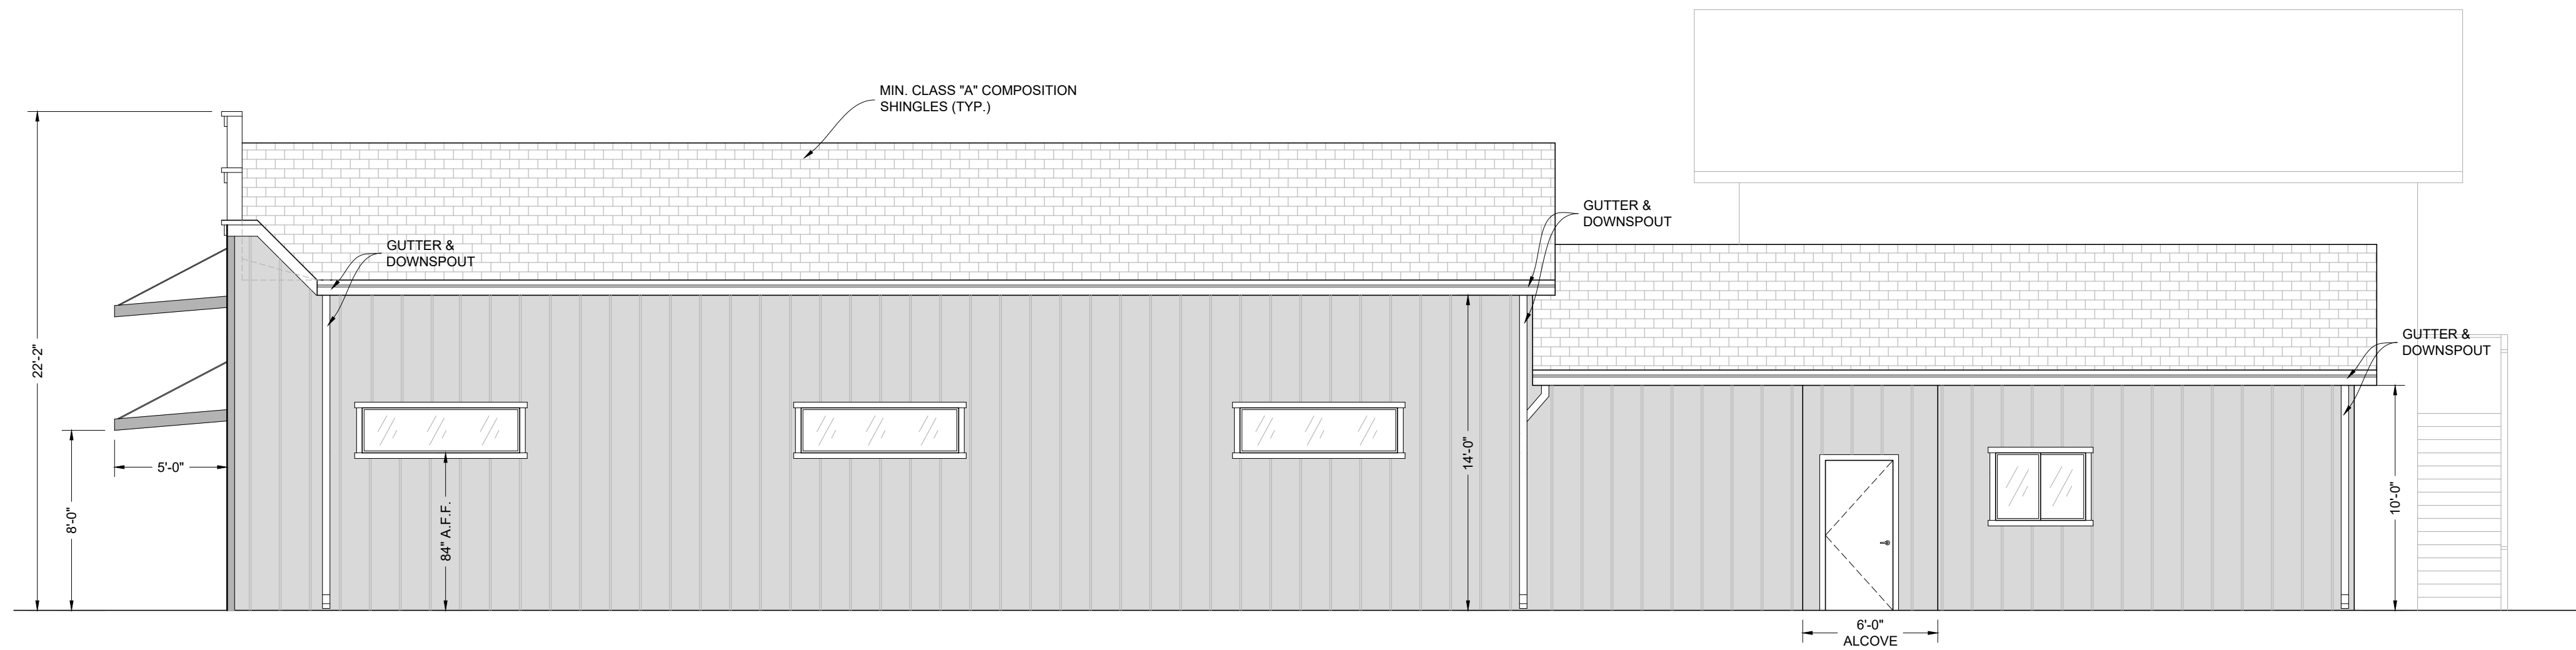 MIN. CLASS "A" COMPOSITION
SHINGLES (TYP.)
GUTTER &
DOWNSPOUT
GUTTER &
DOWNSPOUT
GUTTER &
DOWNSPOUT
22'-2"
5'-0"
8'-0"
84" A.F.F.
14'-0"
10'-0"
6'-0"
ALCOVE